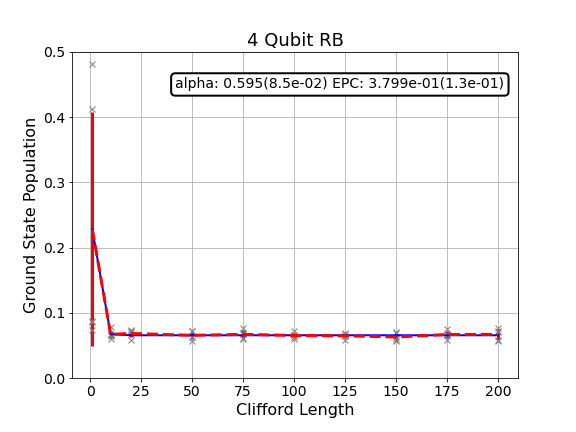 4 Qubit RB
alpha: 0.595(8.5e-02) EPC: 3.799e-01(1.3e-01)
Ground State Population
0.5
0.4
0.3
0.2
0.1
0.0
0 25 50 75 100 125 150 175 200
Clifford Length